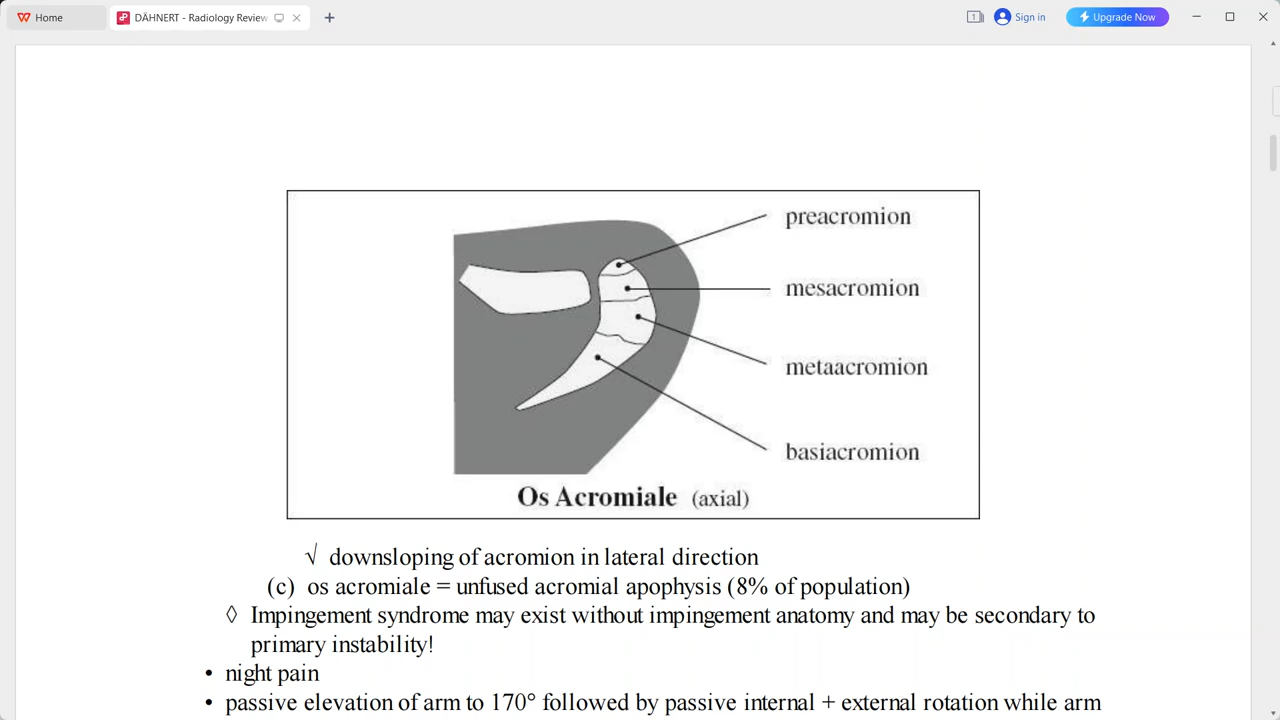 Home
DÄHNERT - Radiology Review
1
Sign in
Upgrade Now
preacromion
mesacromion
metaacromion
basiacromion
Os Acromiale (axial)
√ downsloping of acromion in lateral direction
(c) os acromiale = unfused acromial apophysis (8% of population)
◊ Impingement syndrome may exist without impingement anatomy and may be secondary to
primary instability!
• night pain
• passive elevation of arm to 170° followed by passive internal + external rotation while arm